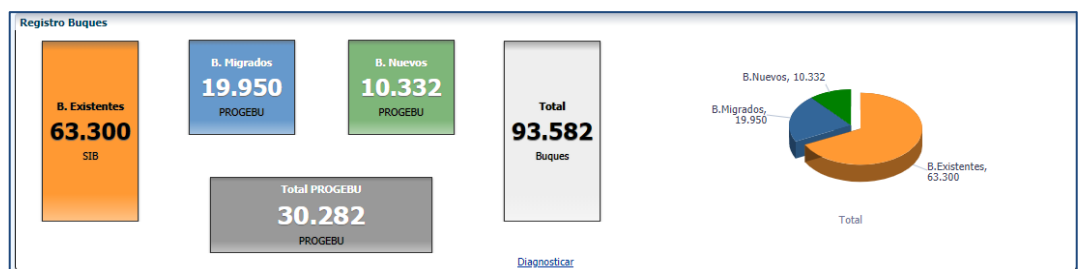 Registro Buques
B. Existentes
63.300
SIB
B. Migrados
19.950
PROGEBU
B. Nuevos
10.332
PROGEBU
Total PROGEBU
30.282
PROGEBU
Total
93.582
Buques
B.Nuevos, 10.332
B.Migrados,
19.950
B.Existentes,
63.300
Total
Diagnosticar